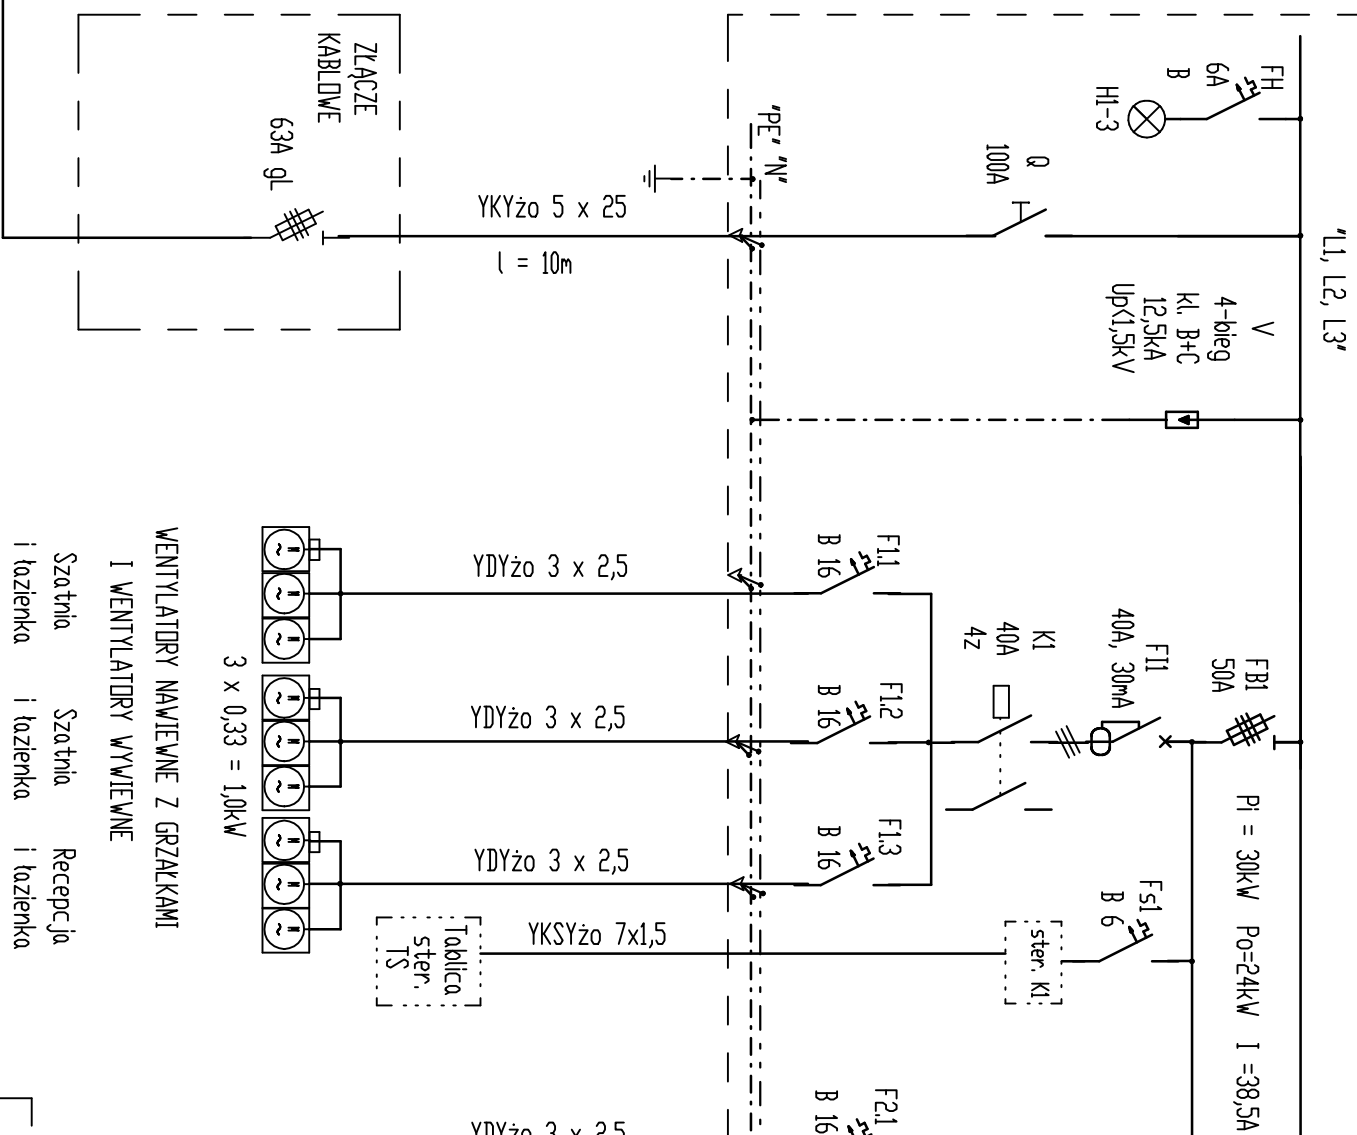 ZŁĄCZE
KABLOWE
63A gL
YKYżo 5 x 25
l = 10m
"PE" "N"
Q
100A
FH
6A
B
H1-3
"L1, L2, L3"
V
4-bieg
kl. B+C
12,5kA
Up<1,5kV
F1.1
B 16
YDYżo 3 x 2,5
F1.2
B 16
YDYżo 3 x 2,5
F1.3
B 16
YDYżo 3 x 2,5
K1
40A
4z
FI1
40A, 30mA
FB1
50A
Pi = 30kW Po=24kW I =38,5A
Fs1
B 6
ster. K1
YKSYżo 7x1,5
Tablica
ster.
TS
3 x 0,33 = 1,0kW
WENTYLATORY NAWIEWNE Z GRZAŁKAMI
I WENTYLATORY WYWIEWNE
Szatnia
i łazienka
Szatnia
i łazienka
Recepcja
i łazienka
F2.1
B 16
YDYżo 3 x 2,5